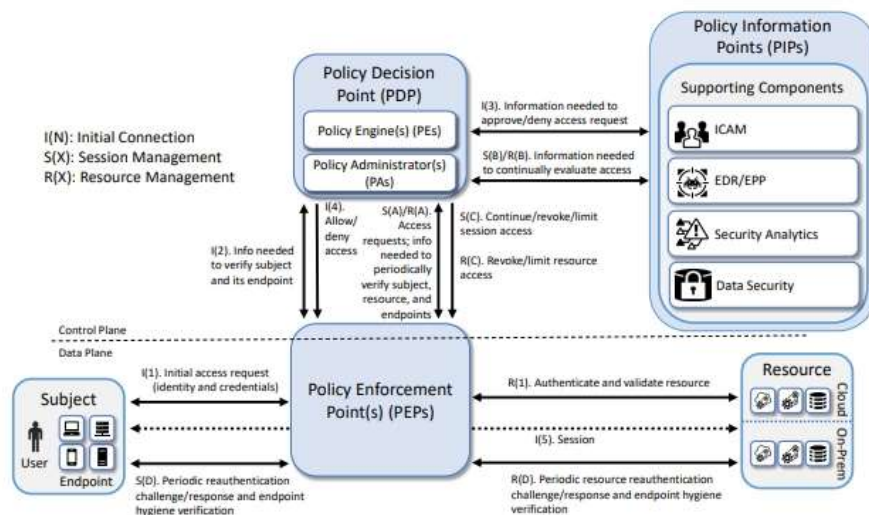 Policy Information
Points (PIPs)
Policy Decision
Point (PDP)
Supporting Components
I(3). Information needed to
approve/deny access request
Policy Engine(s) (PEs)
ICAM
I(N): Initial Connection
S(X): Session Management
R(X): Resource Management
S(B)/R(B). Information needed
to continually evaluate access
Policy Administrator(s)
(PAs)
EDR/EPP
I(4).
Allow/
deny
access
S(A)/R(A).
Access
requests; info
needed to
periodically
verify subject,
resource, and
endpoints
S(C). Continue/revoke/limit
session access
Security Analytics
I(2). Info needed
to verify subject
and its endpoint
R(C). Revoke/limit resource
access
Data Security
Control Plane
Data Plane
I(1). Initial access request
(identity and credentials)
Policy Enforcement
Point(s) (PEPs)
R(1). Authenticate and validate resource
Resource
Cloud
On-Prem
Subject
User
Endpoint
I(5). Session
S(D). Periodic reauthentication
challenge/response and endpoint
hygiene verification
R(D). Periodic resource reauthentication
challenge/response and endpoint hygiene
verification